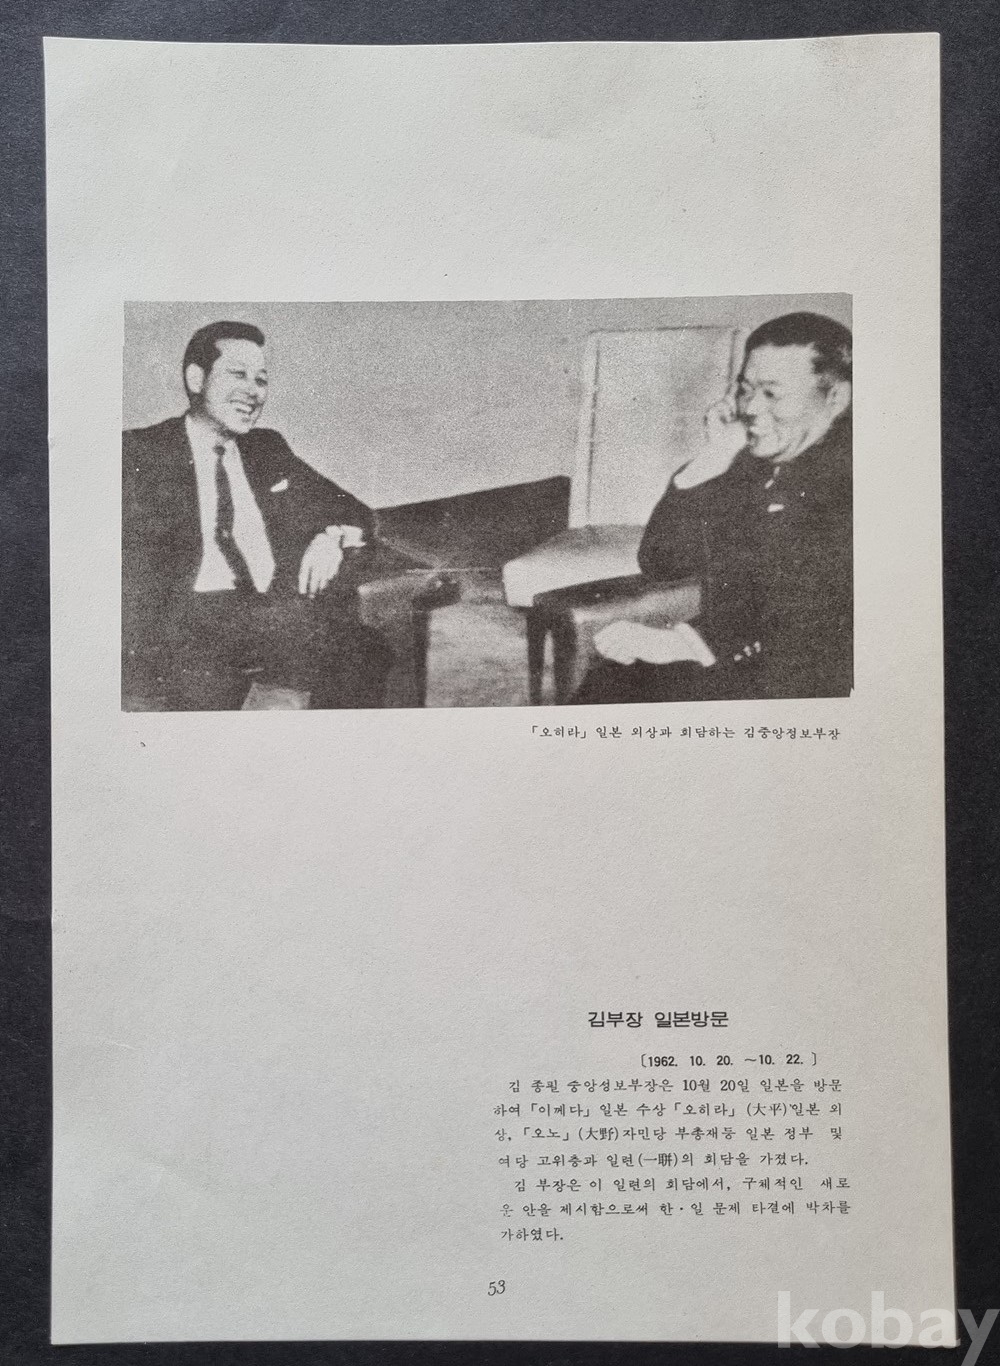 「오히라」 일본 외상과 회담하는 김중앙정보부장
김부장 일본방문
〔1962. 10. 20. ~10. 22. 〕
김 종필 중앙정보부장은 10월 20일 일본을 방문
하여 「이께다」 일본 수상 「오히라」 (大平) 일본 외
상, 「오노」 (大野) 자민당 부총재등 일본 정부 및
여당 고위층과 일련(一聯)의 회담을 가졌다.
김 부장은 이 일련의 회담에서, 구체적인 새로
운 안을 제시함으로써 한·일 문제 타결에 박차를
가하였다.
53
kobay